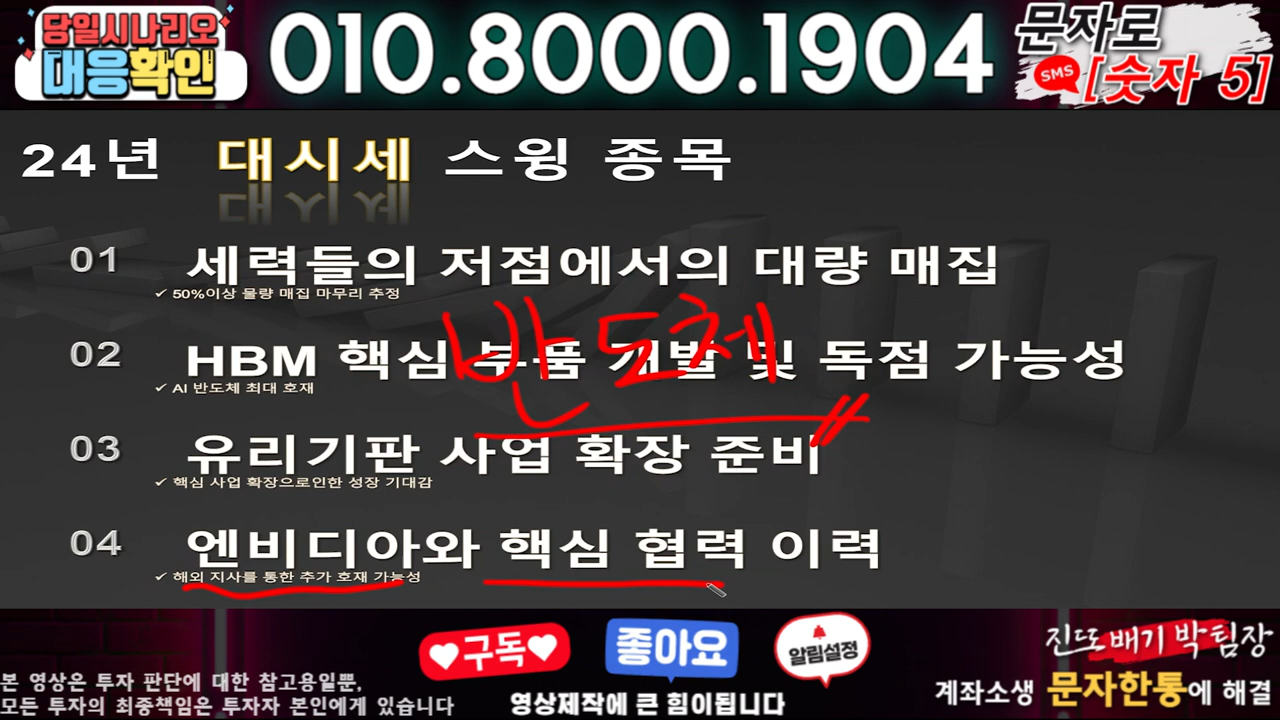 당일시나리오
대응확인
010.8000.1904
문자로
SMS
[숫자 5]
24년 대시세 스윙 종목
01 세력들의 저점에서의 대량 매집
✓ 50%이상 물량 매집 마무리 추정
반도체
02 HBM 핵심 부품 개발 및 독점 가능성
✓ AI 반도체 최대 호재
03 유리기판 사업 확장 준비
✓ 핵심 사업 확장으로인한 성장 기대감
04 엔비디아와 핵심 협력 이력
✓ 해외 지사를 통한 추가 호재 가능성
구독
좋아요
알림설정
진또배기 박팀장
본 영상은 투자 판단에 대한 참고용일뿐,
모든 투자의 최종책임은 투자자 본인에게 있습니다
영상제작에 큰 힘이됩니다
계좌소생 문자한통에 해결